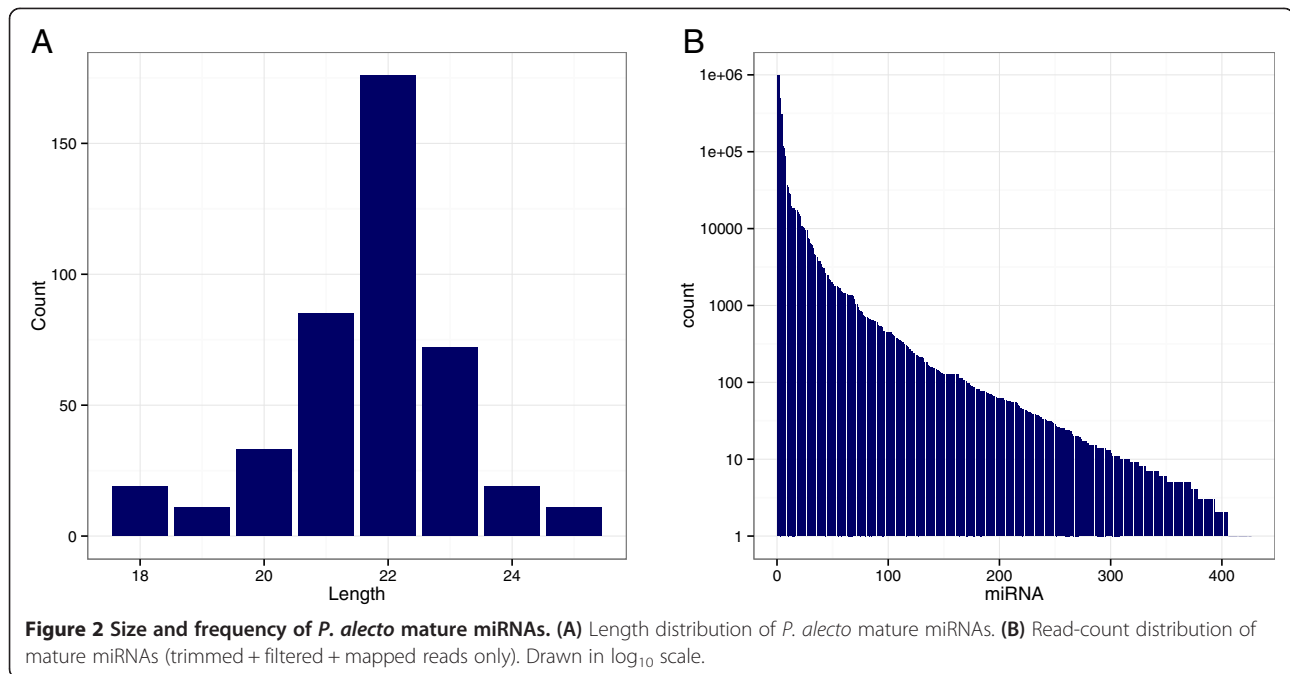 A
B
Count
150
100
50
0
18
20
22
24
Length
count
1e+06
1e+05
10000
1000
100
10
1
0
100
200
300
400
miRNA
Figure 2 Size and frequency of P. alecto mature miRNAs. (A) Length distribution of P. alecto mature miRNAs. (B) Read-count distribution of
mature miRNAs (trimmed + filtered + mapped reads only). Drawn in log10 scale.